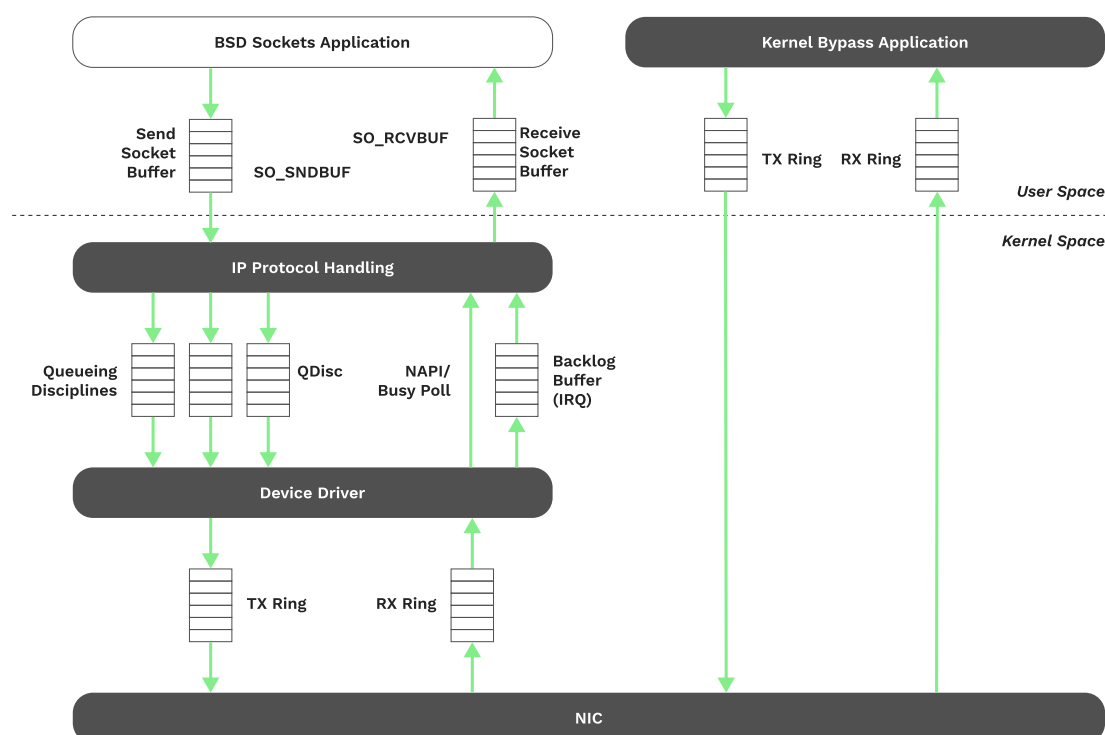 BSD Sockets Application
Kernel Bypass Application
Send
Socket
Buffer
SO_SNDBUF
SO_RCVBUF
Receive
Socket
Buffer
TX Ring
RX Ring
User Space
Kernel Space
IP Protocol Handling
Queueing
Disciplines
QDisc
NAPI/
Busy Poll
Backlog
Buffer
(IRQ)
Device Driver
TX Ring
RX Ring
NIC